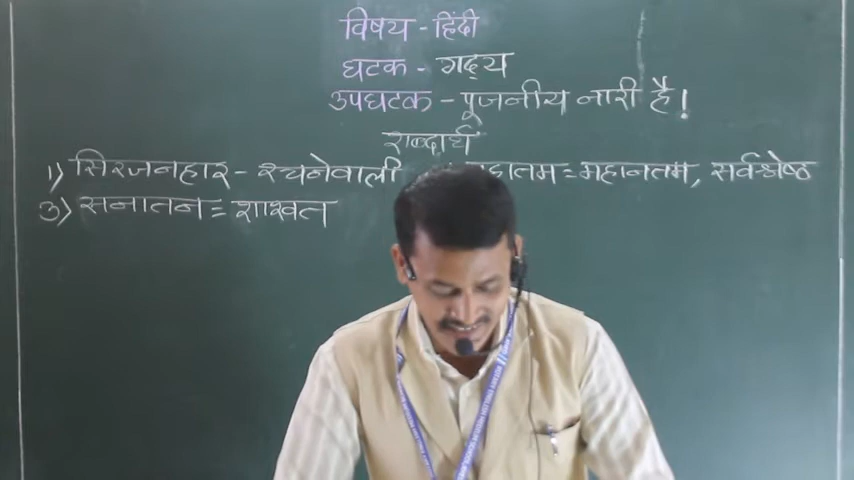 विषय - हिंदी
घटक - गद्य
उपघटक - पूजनीय नारी है!
शब्दार्थ
1) सिरजनहार - रचनेवाली = महानतम, सर्वश्रेष्ठ
3) सनातन = शाश्वत